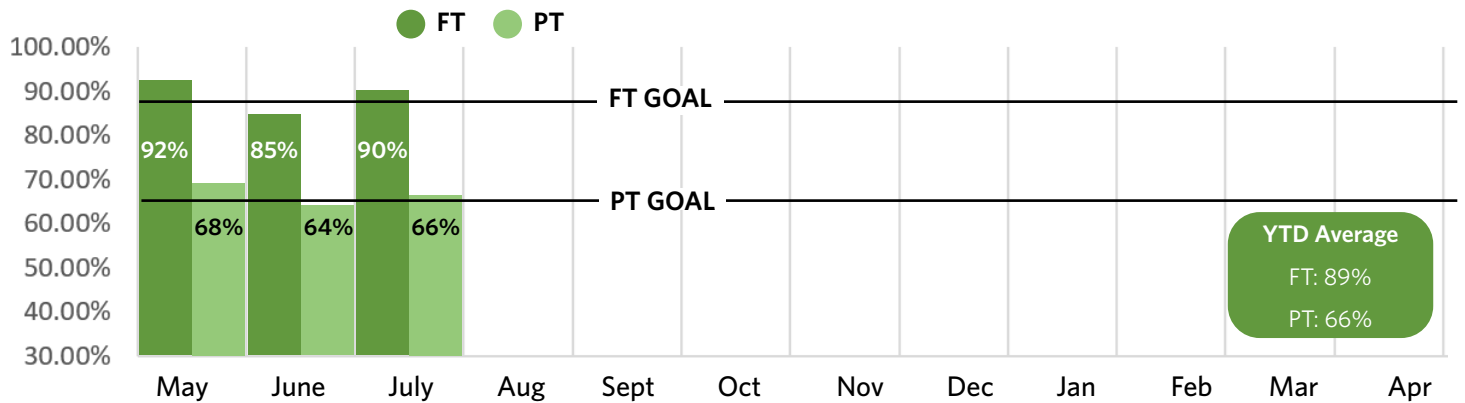 FT PT
100.00%
90.00%
80.00%
70.00%
60.00%
50.00%
40.00%
30.00%
FT GOAL
PT GOAL
92% 85% 90%
68% 64% 66%
YTD Average
FT: 89%
PT: 66%
May June July Aug Sept Oct Nov Dec Jan Feb Mar Apr